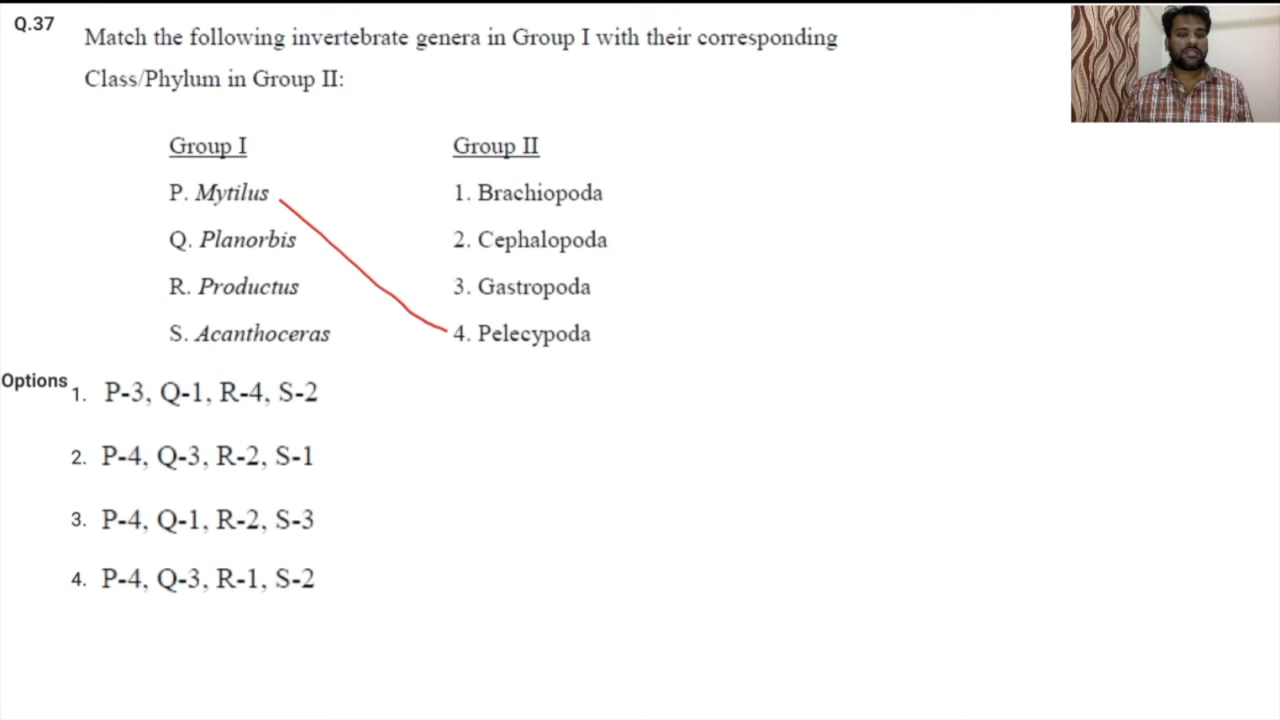 Q.37
Match the following invertebrate genera in Group I with their corresponding
Class/Phylum in Group II:
Group I Group II
P. Mytilus 1. Brachiopoda
Q. Planorbis 2. Cephalopoda
R. Productus 3. Gastropoda
S. Acanthoceras 4. Pelecypoda
Options 1. P-3, Q-1, R-4, S-2
2. P-4, Q-3, R-2, S-1
3. P-4, Q-1, R-2, S-3
4. P-4, Q-3, R-1, S-2